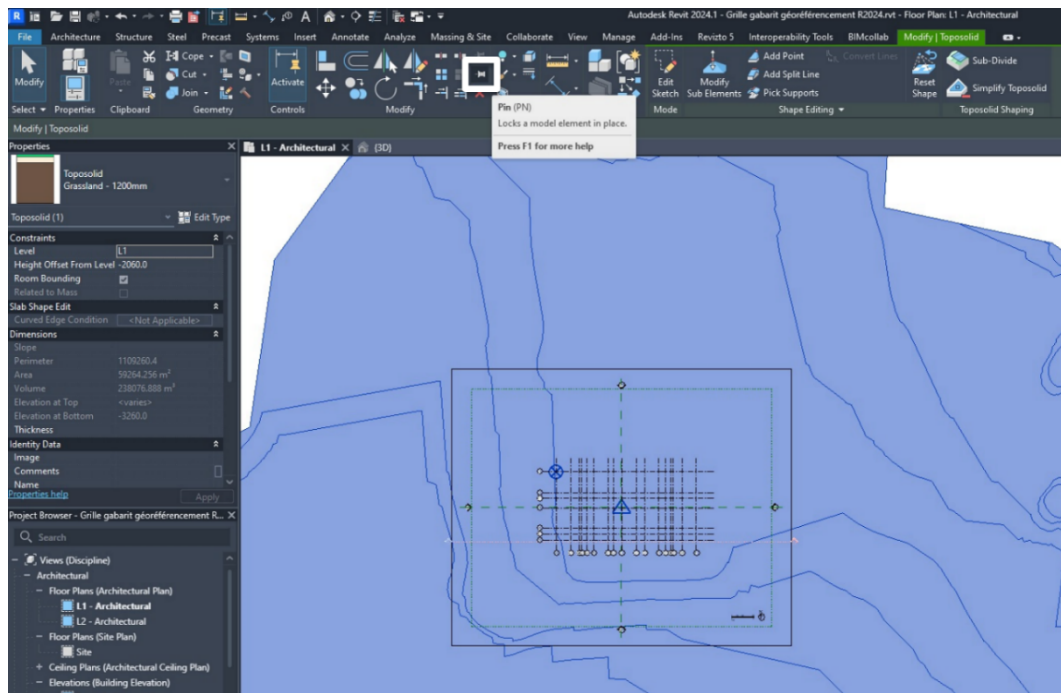 Autodesk Revit 2024.1 - Grille gabarit géoréférencement R2024.rvt - Floor Plan: L1 - Architectural
File Architecture Structure Steel Precast Systems Insert Annotate Analyze Massing & Site Collaborate View Manage Add-Ins Revizto 5 Interoperability Tools BIMcollab Modify | Toposolid
Modify
Paste
Cope
Cut
Join
Activate
Edit Sketch
Modify Sub Elements
Add Point
Add Split Line
Pick Supports
Convert Lines
Reset Shape
Sub-Divide
Simplify Toposolid
Select Properties Clipboard Geometry Controls Modify Mode Shape Editing Toposolid Shaping
Pin (PN)
Locks a model element in place.
Press F1 for more help
Modify | Toposolid
Properties
L1 - Architectural
{3D}
Toposolid
Grassland - 1200mm
Toposolid (1)
Edit Type
Constraints
Level L1
Height Offset From Level -2060.0
Room Bounding
Related to Mass
Slab Shape Edit
Curved Edge Condition <Not Applicable>
Dimensions
Slope
Perimeter 1109260.4
Area 59264.256 m²
Volume 238076.888 m³
Elevation at Top <varies>
Elevation at Bottom -3260.0
Thickness
Identity Data
Image
Comments
Name
Properties help
Apply
Project Browser - Grille gabarit géoréférencement R...
Search
Views (Discipline)
Architectural
Floor Plans (Architectural Plan)
L1 - Architectural
L2 - Architectural
Floor Plans (Site Plan)
Site
Ceiling Plans (Architectural Ceiling Plan)
Elevations (Building Elevation)